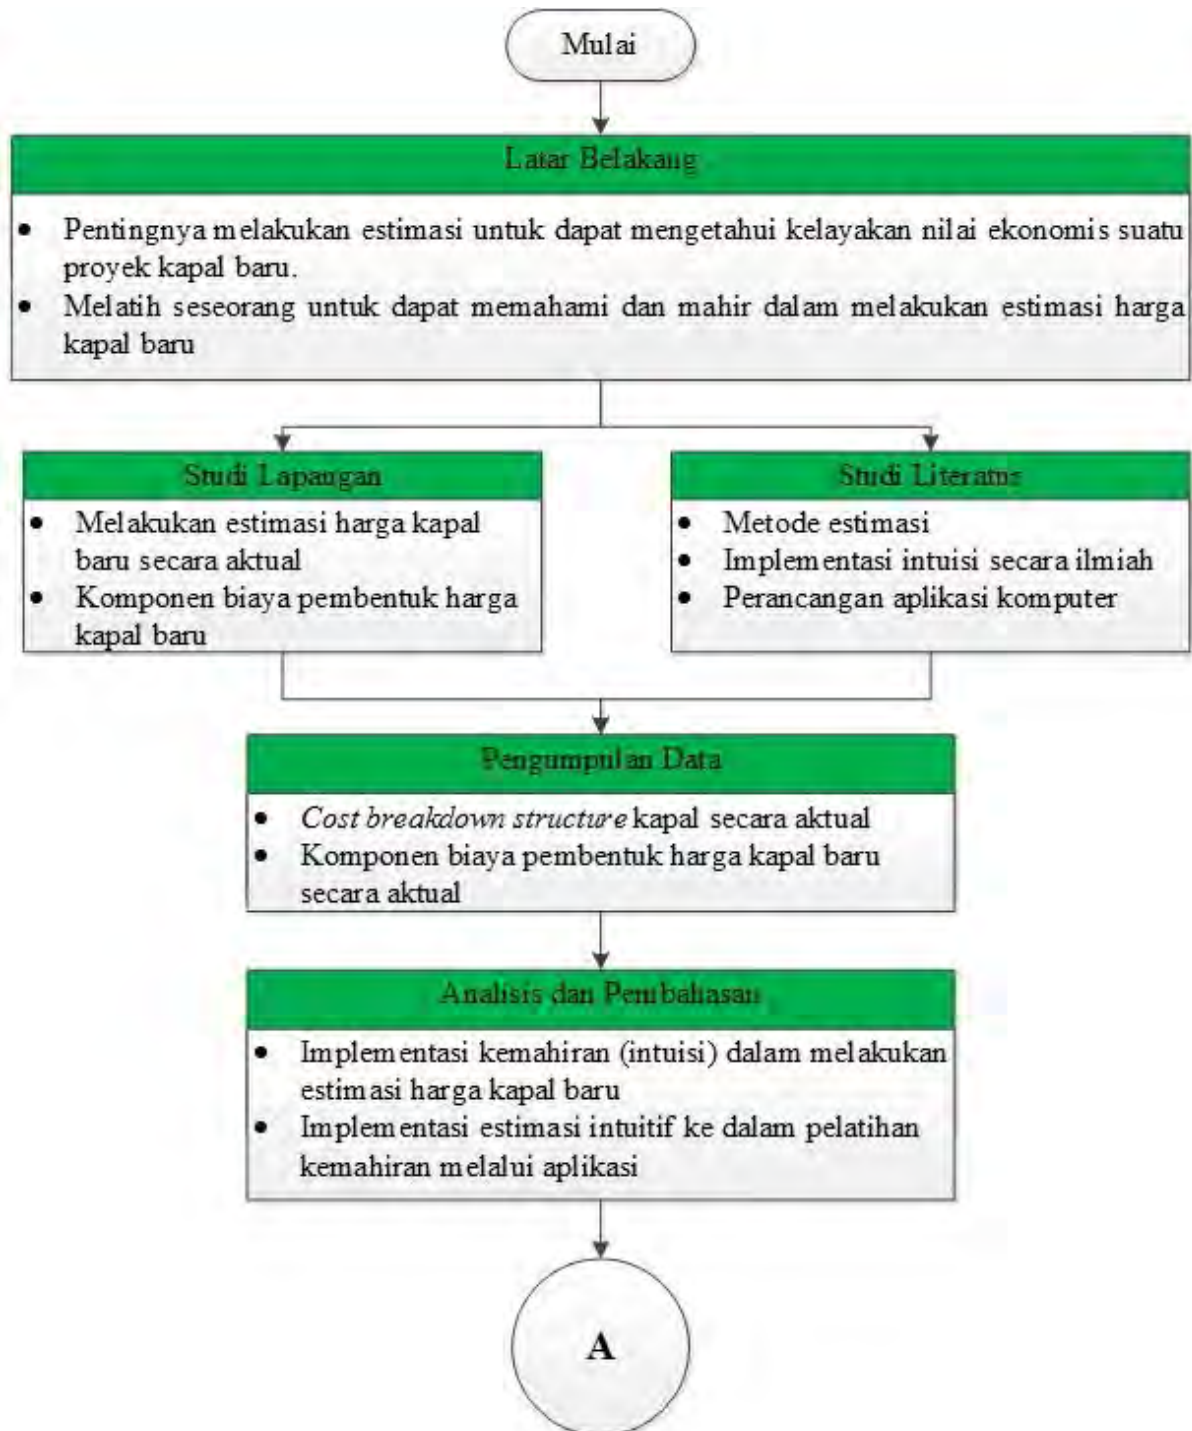 Mulai
Latar Belakang
• Pentingnya melakukan estimasi untuk dapat mengetahui kelayakan nilai ekonomis suatu
proyek kapal baru.
• Melatih seseorang untuk dapat memahami dan mahir dalam melakukan estimasi harga
kapal baru
Studi Lapangan
• Melakukan estimasi harga kapal
baru secara aktual
• Komponen biaya pembentuk harga
kapal baru
Studi Literatur
• Metode estimasi
• Implementasi intuisi secara ilmiah
• Perancangan aplikasi komputer
Pengumpulan Data
• Cost breakdown structure kapal secara aktual
• Komponen biaya pembentuk harga kapal baru
secara aktual
Analisis dan Pembahasan
• Implementasi kemahiran (intuisi) dalam melakukan
estimasi harga kapal baru
• Implementasi estimasi intuitif ke dalam pelatihan
kemahiran melalui aplikasi
A